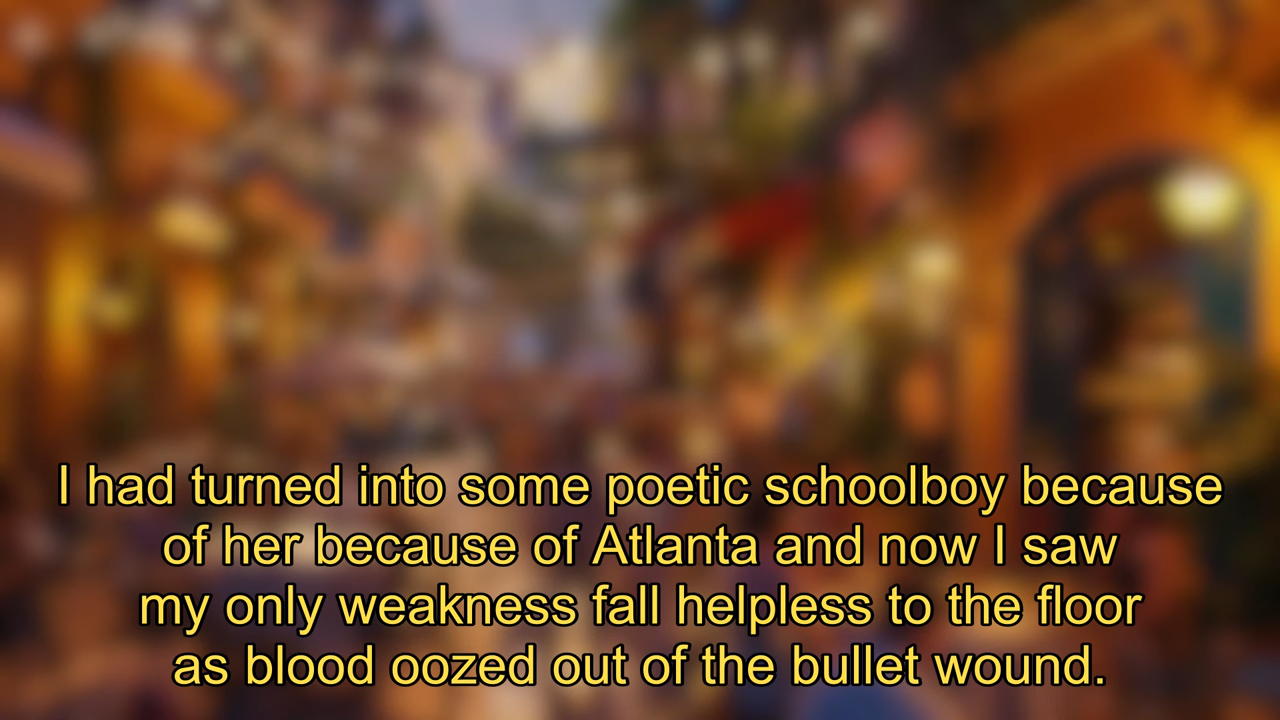 I had turned into some poetic schoolboy because
of her because of Atlanta and now I saw
my only weakness fall helpless to the floor
as blood oozed out of the bullet wound.